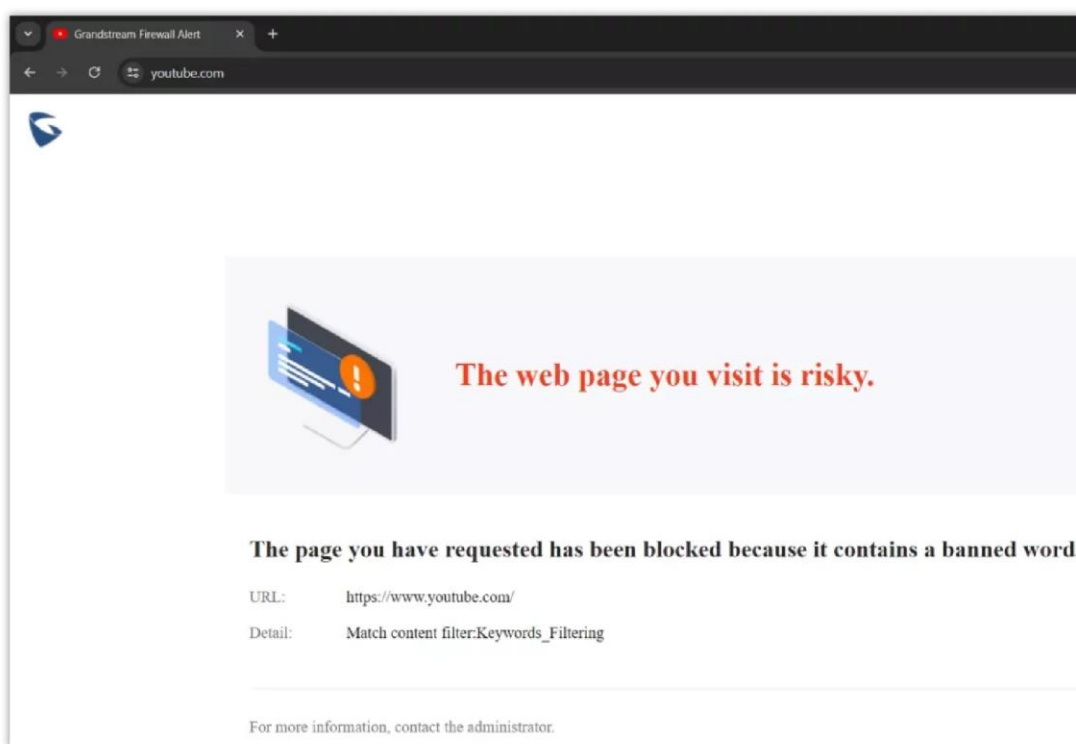 Grandstream Firewall Alert
youtube.com
The web page you visit is risky.
The page you have requested has been blocked because it contains a banned word
URL: https://www.youtube.com/
Detail: Match content filter:Keywords_Filtering
For more information, contact the administrator.